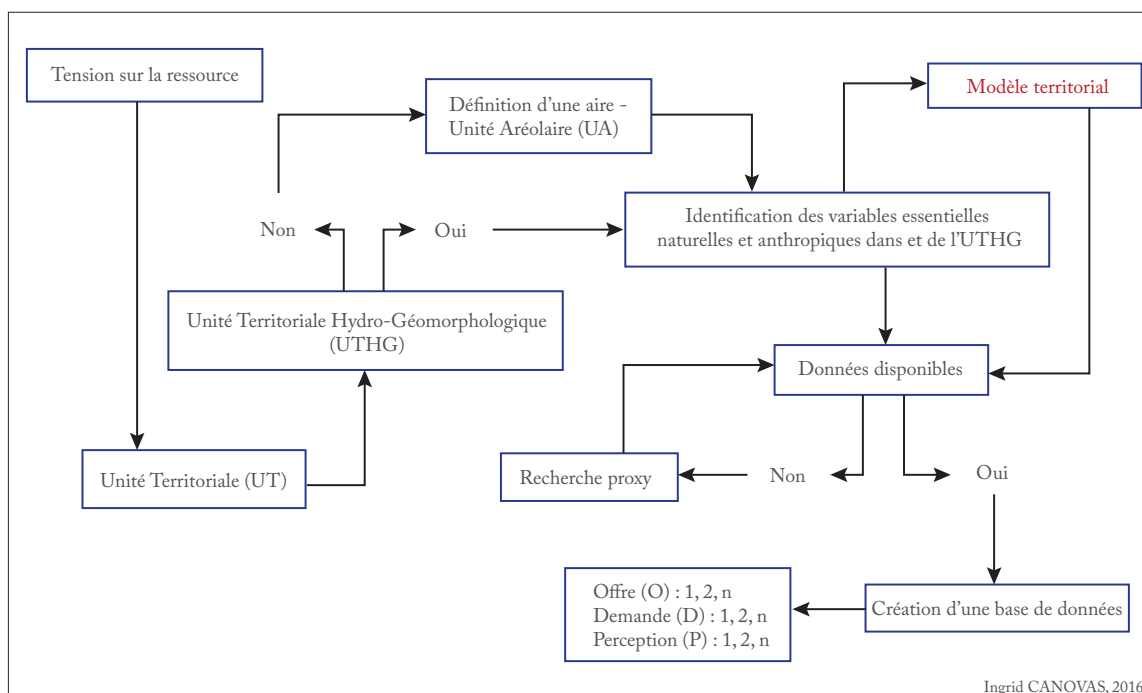 Tension sur la ressource
Définition d'une aire -
Unité Aréolaire (UA)
Modèle territorial
Non
Oui
Identification des variables essentielles
naturelles et anthropiques dans et de l'UTHG
Unité Territoriale Hydro-Géomorphologique
(UTHG)
Données disponibles
Unité Territoriale (UT)
Recherche proxy
Non
Oui
Offre (O) : 1, 2, n
Demande (D) : 1, 2, n
Perception (P) : 1, 2, n
Création d'une base de données
Ingrid CANOVAS, 2016